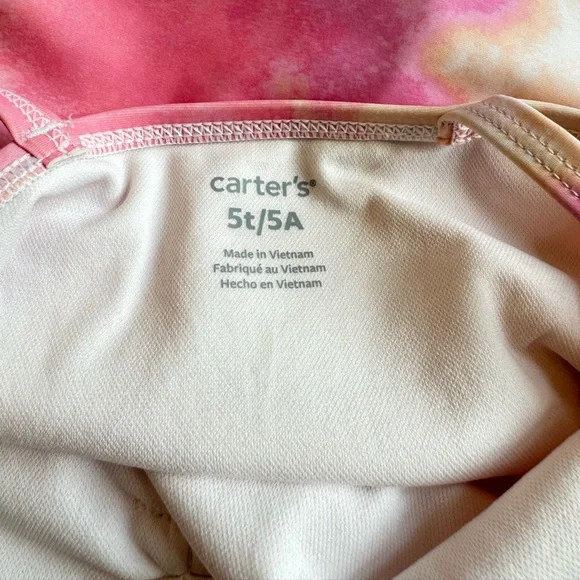 carter's®
5t/5A
Made in Vietnam
Fabriqué au Vietnam
Hecho en Vietnam